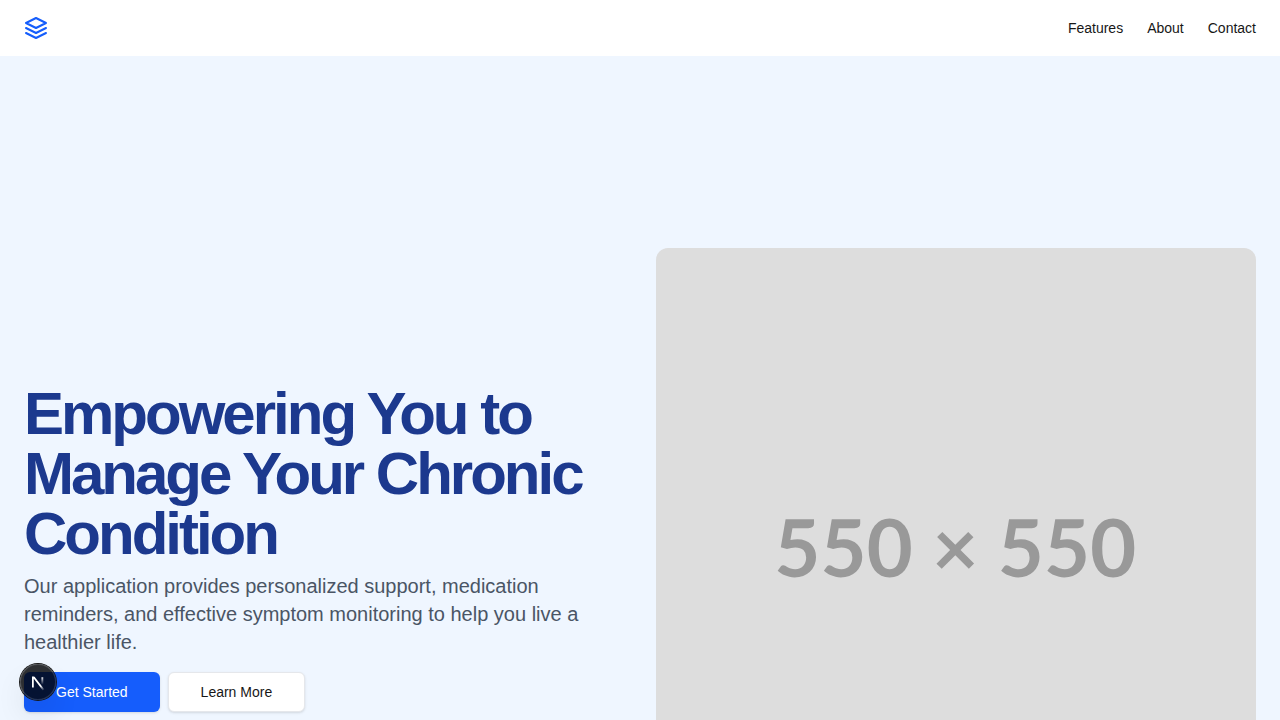 Features
About
Contact
Empowering You to
Manage Your Chronic
Condition
Our application provides personalized support, medication
reminders, and effective symptom monitoring to help you live a
healthier life.
Get Started
Learn More
550 × 550
N